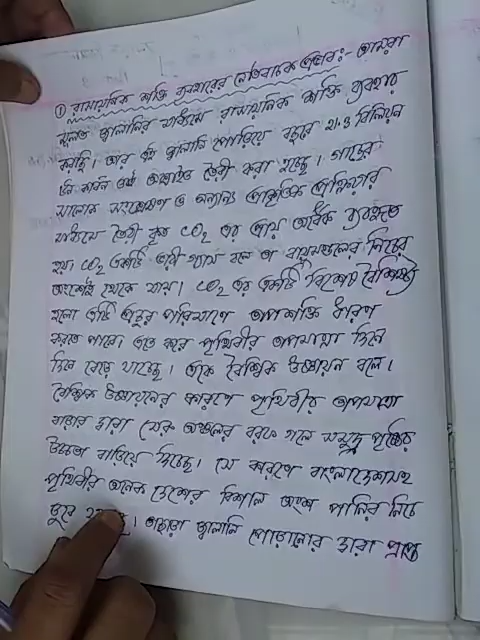 ① রাসায়নিক শক্তি ব্যবহারের নেতিবাচক প্রভাব:- আমরা
মূলত জ্বালানির মাধ্যমে রাসায়নিক শক্তি ব্যবহার
করছি। আর এই জ্বালানি পোড়িয়ে বছরে ২১.৩ বিলিয়ন
টন কার্বন ডাই অক্সাইড তৈরী করা হচ্ছে। গাছের
সালোক সংশ্লেষণ ও অন্যান্য প্রাকৃতিক প্রক্রিয়ার
মাধ্যমে তৈরী কৃত CO₂ এর প্রায় অর্ধেক ব্যবহৃত
হয়। CO₂ একটি ভারী গ্যাস বলে তা বায়ুমণ্ডলের নিচের
অংশেই থেকে যায়। CO₂ এর একটি বিশেষ বৈশিষ্ট্য
হলো এটি প্রচুর পরিমাণে তাপশক্তি ধারণ
করতে পারে। এতে করে পৃথিবীর তাপমাত্রা দিনে
দিনে বেড়ে যাচ্ছে। একে বৈশ্বিক উষ্ণায়ন বলে।
বৈশ্বিক উষ্ণায়নের কারণে পৃথিবীর তাপমাত্রা
বাড়ার দ্বারা মেরু অঞ্চলের বরফ গলে সমুদ্র পৃষ্ঠের
উচ্চতা বাড়িয়ে দিচ্ছে। সে কারণে বাংলাদেশসহ
পৃথিবীর অনেক দেশের বিশাল অংশ পানির নিচে
ডুবে। তাছাড়া জ্বালানি পোড়ানোর দ্বারা প্রাপ্ত